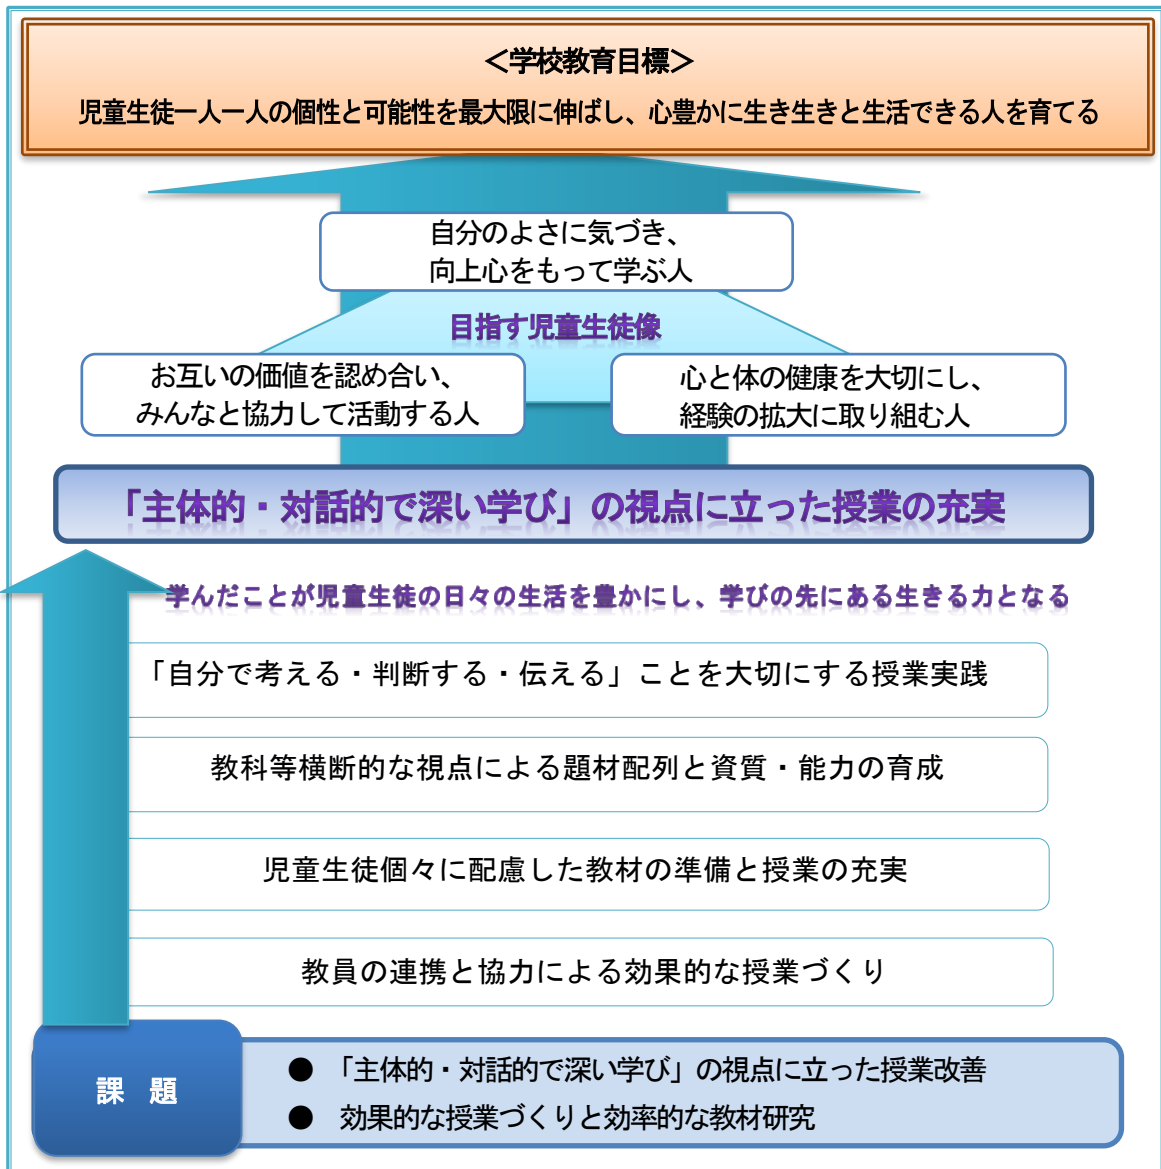 ＜学校教育目標＞
児童生徒一人一人の個性と可能性を最大限に伸ばし、心豊かに生き生きと生活できる人を育てる
自分のよさに気づき、
向上心をもって学ぶ人
目指す児童生徒像
お互いの価値を認め合い、
みんなと協力して活動する人
心と体の健康を大切にし、
経験の拡大に取り組む人
「主体的・対話的で深い学び」の視点に立った授業の充実
学んだことが児童生徒の日々の生活を豊かにし、学びの先にある生きる力となる
「自分で考える・判断する・伝える」ことを大切にする授業実践
教科等横断的な視点による題材配列と資質・能力の育成
児童生徒個々に配慮した教材の準備と授業の充実
教員の連携と協力による効果的な授業づくり
課 題
● 「主体的・対話的で深い学び」の視点に立った授業改善
● 効果的な授業づくりと効率的な教材研究